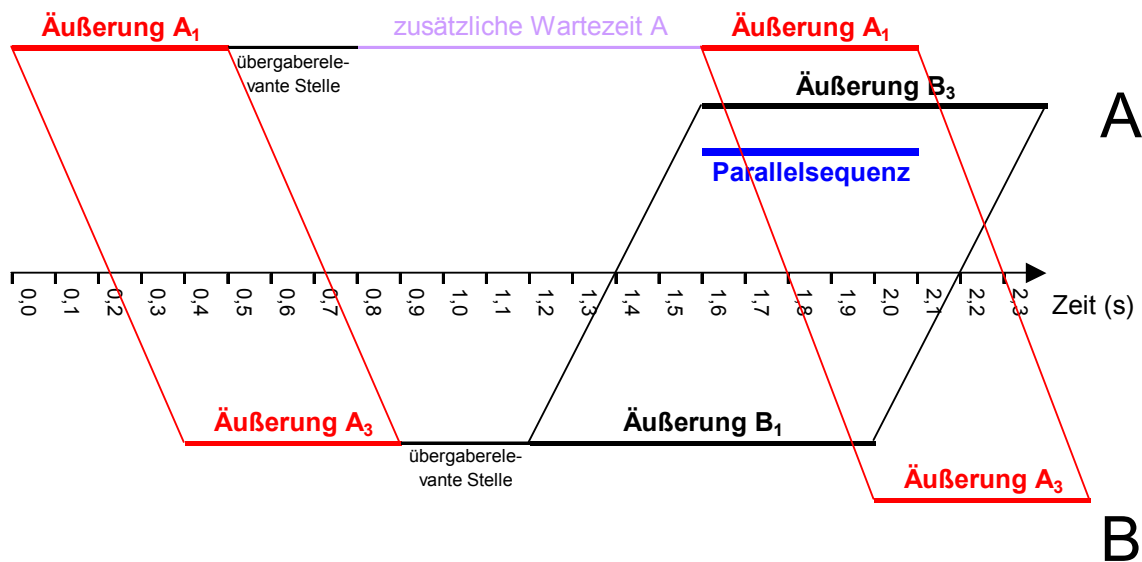 Äußerung A₁
zusätzliche Wartezeit A
Äußerung A₁
übergaberele-
vante Stelle
Äußerung B₃
A
Parallelsequenz
0,0
0,1
0,2
0,3
0,4
0,5
0,6
0,7
0,8
0,9
1,0
1,1
1,2
1,3
1,4
1,5
1,6
1,7
1,8
1,9
2,0
2,1
2,2
2,3
Zeit (s)
Äußerung A₃
Äußerung B₁
übergaberele-
vante Stelle
Äußerung A₃
B